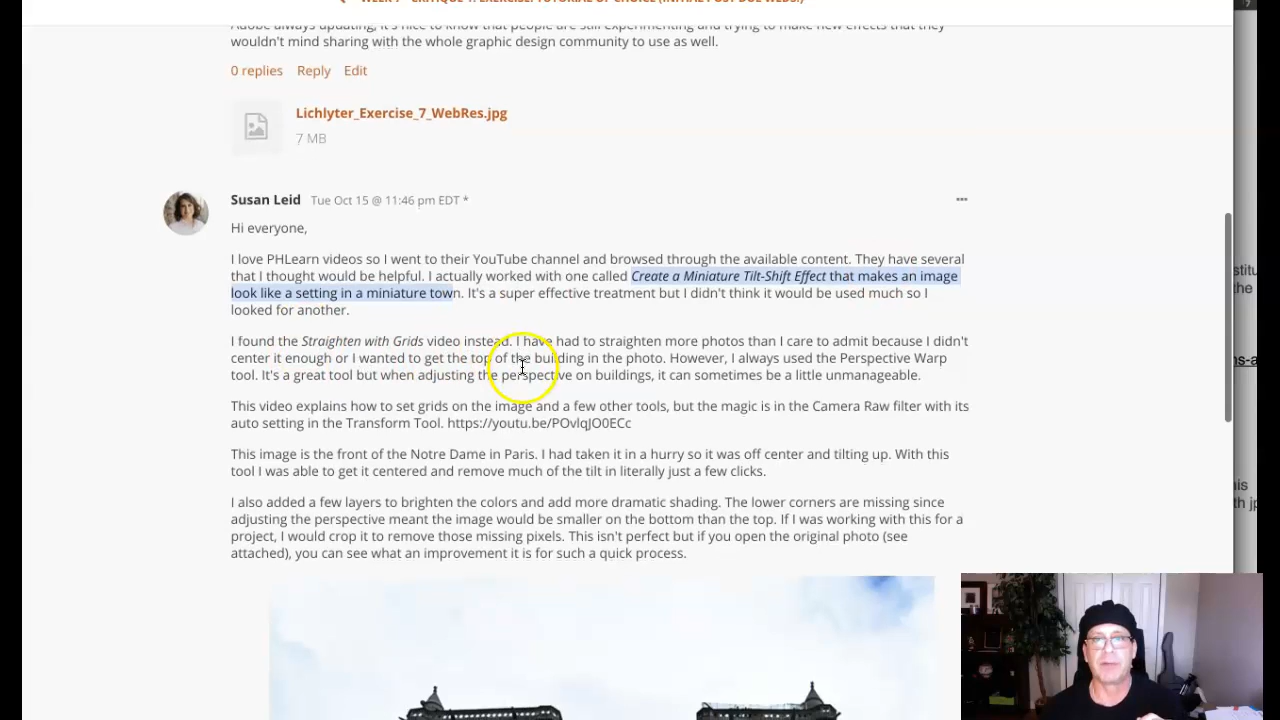 WEEK 7 - CRITIQUE 1: EXERCISE: TUTORIAL OF CHOICE (INITIAL POST DUE WEDS.)
Adobe always updating, it's nice to know that people are still experimenting and trying to make new effects that they
wouldn't mind sharing with the whole graphic design community to use as well.
0 replies Reply Edit
Lichlyter_Exercise_7_WebRes.jpg
7 MB
Susan Leid Tue Oct 15 @ 11:46 pm EDT *
Hi everyone,
I love PHLearn videos so I went to their YouTube channel and browsed through the available content. They have several
that I thought would be helpful. I actually worked with one called Create a Miniature Tilt-Shift Effect that makes an image
look like a setting in a miniature town. It's a super effective treatment but I didn't think it would be used much so I
looked for another.
I found the Straighten with Grids video instead. I have had to straighten more photos than I care to admit because I didn't
center it enough or I wanted to get the top of the building in the photo. However, I always used the Perspective Warp
tool. It's a great tool but when adjusting the perspective on buildings, it can sometimes be a little unmanageable.
This video explains how to set grids on the image and a few other tools, but the magic is in the Camera Raw filter with its
auto setting in the Transform Tool. https://youtu.be/POvlqJO0ECc
This image is the front of the Notre Dame in Paris. I had taken it in a hurry so it was off center and tilting up. With this
tool I was able to get it centered and remove much of the tilt in literally just a few clicks.
I also added a few layers to brighten the colors and add more dramatic shading. The lower corners are missing since
adjusting the perspective meant the image would be smaller on the bottom than the top. If I was working with this for a
project, I would crop it to remove those missing pixels. This isn't perfect but if you open the original photo (see
attached), you can see what an improvement it is for such a quick process.